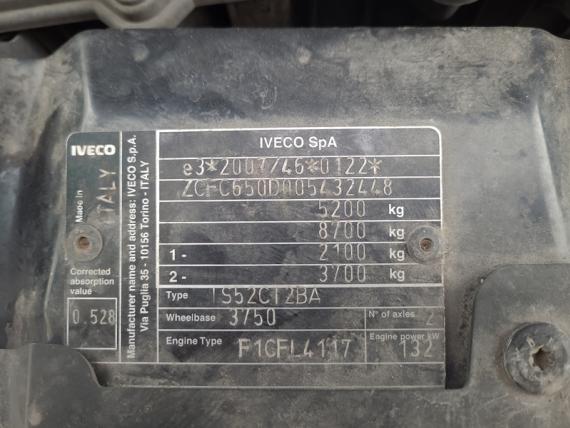 IVECO SpA
e3*2007/46*0122*
ZCFC650D005432448
5200 kg
8700 kg
1- 2100 kg
2- 3700 kg
Type IS52CI2BA
Wheelbase 3750 N° of axles 2
Engine Type F1CFL4117 Engine power kW 132
IVECO
Made in ITALY
Corrected absorption value
0.528
Manufacturer name and address: IVECO S.p.A.
Via Puglia 35 - 10156 Torino - ITALY